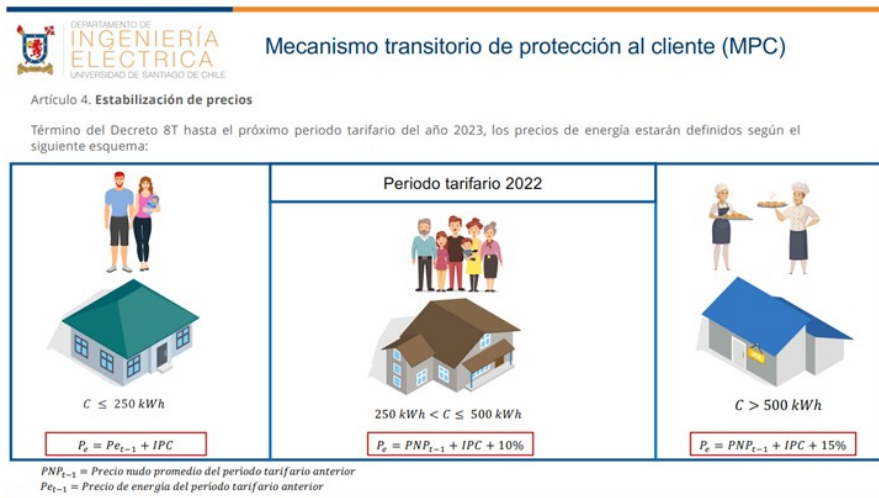 DEPARTAMENTO DE
INGENIERÍA
ELÉCTRICA
UNIVERSIDAD DE SANTIAGO DE CHILE
Mecanismo transitorio de protección al cliente (MPC)
Artículo 4. Estabilización de precios
Término del Decreto 8T hasta el próximo periodo tarifario del año 2023, los precios de energía estarán definidos según el
siguiente esquema:
Periodo tarifario 2022
C ≤ 250 kWh
250 kWh < C ≤ 500 kWh
C > 500 kWh
Pₑ = Peₜ₋₁ + IPC
Pₑ = PNPₜ₋₁ + IPC + 10%
Pₑ = PNPₜ₋₁ + IPC + 15%
PNPₜ₋₁ = Precio nudo promedio del período tarifario anterior
Peₜ₋₁ = Precio de energía del período tarifario anterior